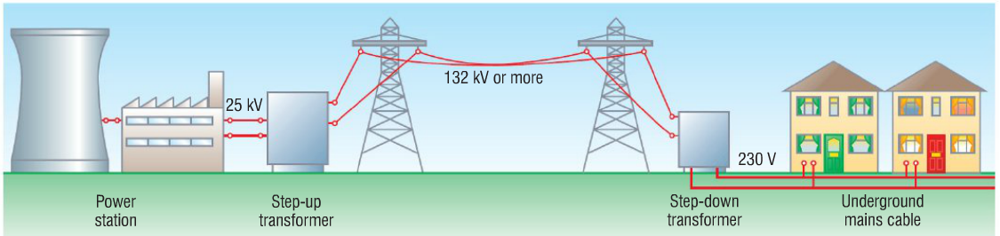 132 kV or more
25 kV
230 V
Power
station
Step-up
transformer
Step-down
transformer
Underground
mains cable